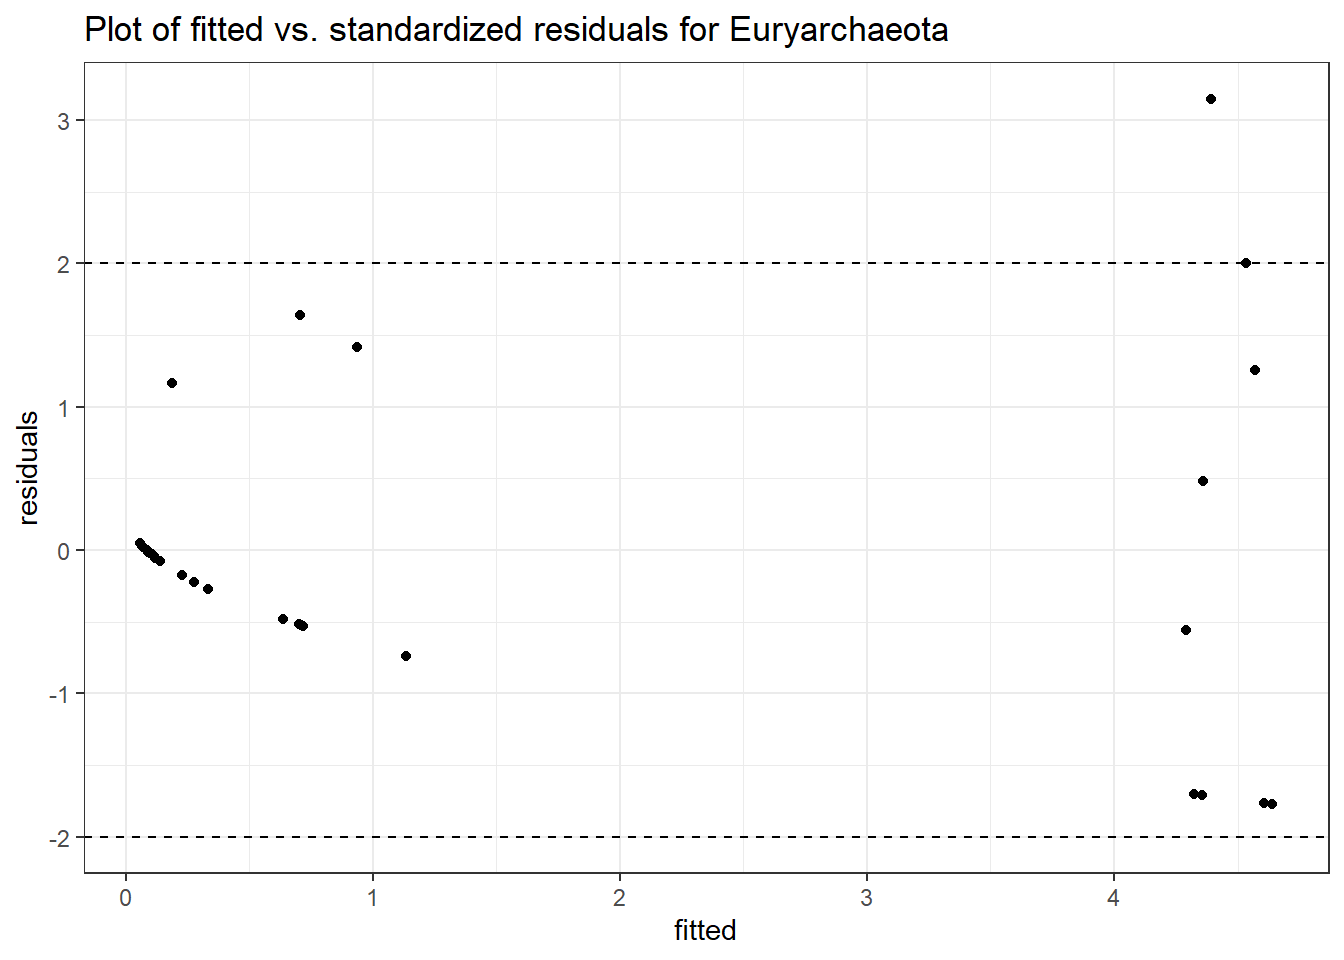 Plot of fitted vs. standardized residuals for Euryarchaeota
3
2
1
0
-1
-2
residuals
0 1 2 3 4
fitted